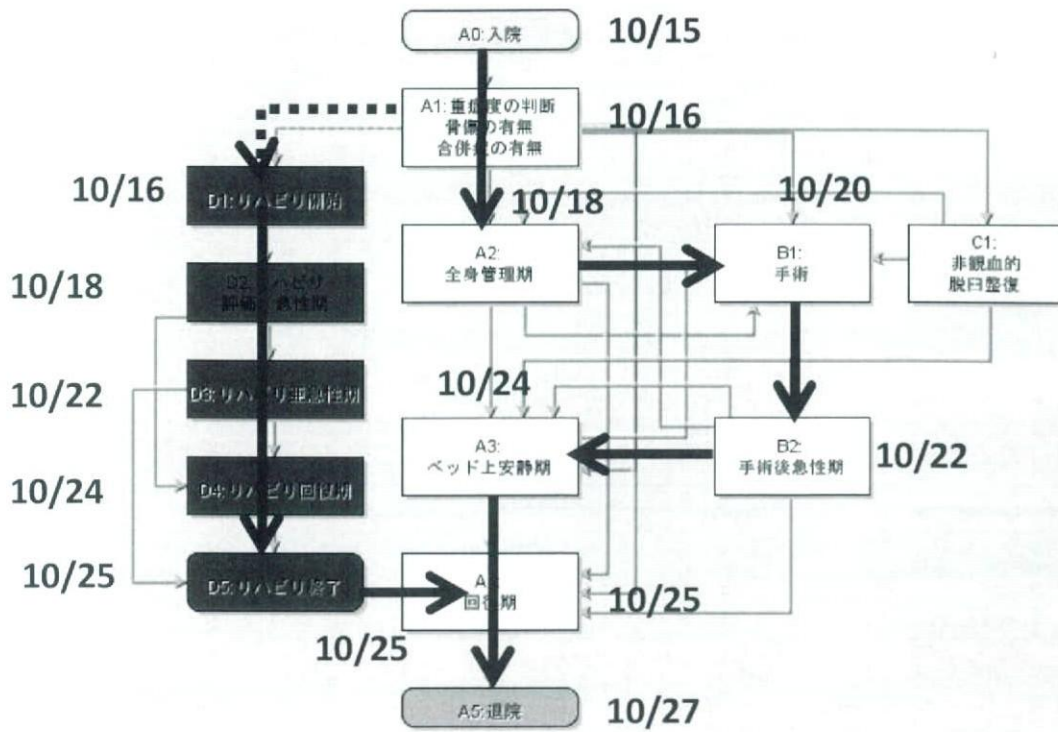 A0:入院
10/15
A1:重症度の判断
骨傷の有無
合併症の有無
10/16
10/16
D1:リハビリ開始
10/18
10/20
A2:
全身管理期
B1:
手術
C1:
非観血的
脱臼整復
10/18
D2:リハビリ
評価 急性期
10/22
D3:リハビリ亜急性期
10/24
A3:
ベッド上安静期
B2:
手術後急性期
10/22
10/24
D4:リハビリ回復期
10/25
D5:リハビリ終了
回復期
10/25
10/25
A5:退院
10/27